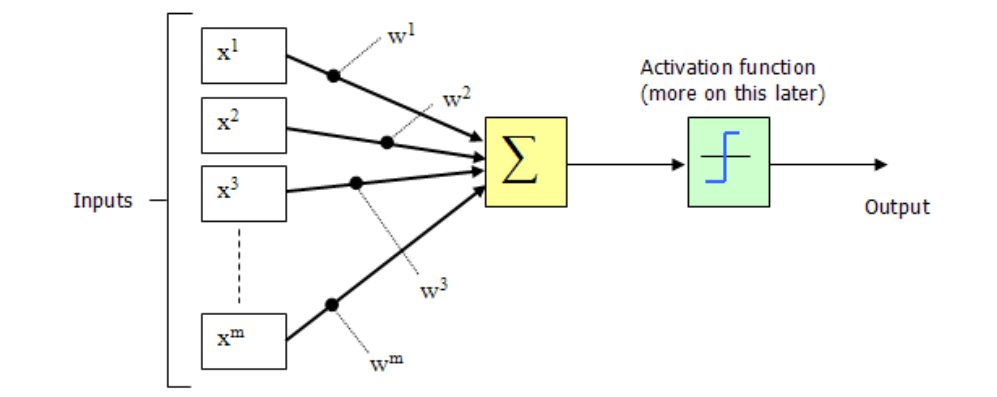 x¹
w¹
x²
w²
x³
w³
xᵐ
wᵐ
Inputs
∑
Activation function
(more on this later)
Output